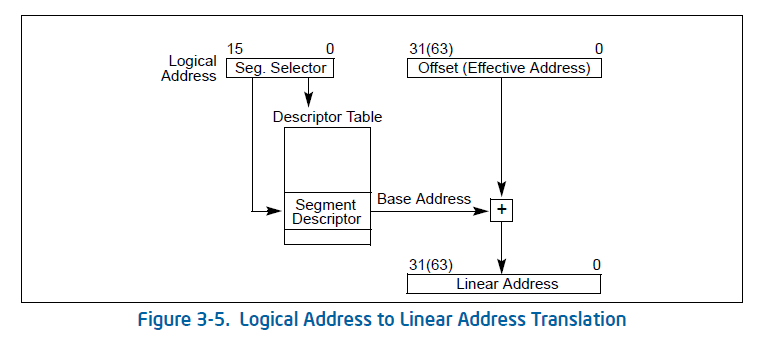 15 0
Logical
Address
Seg. Selector
31(63) 0
Offset (Effective Address)
Descriptor Table
Segment
Descriptor
Base Address
+
31(63) 0
Linear Address
Figure 3-5. Logical Address to Linear Address Translation